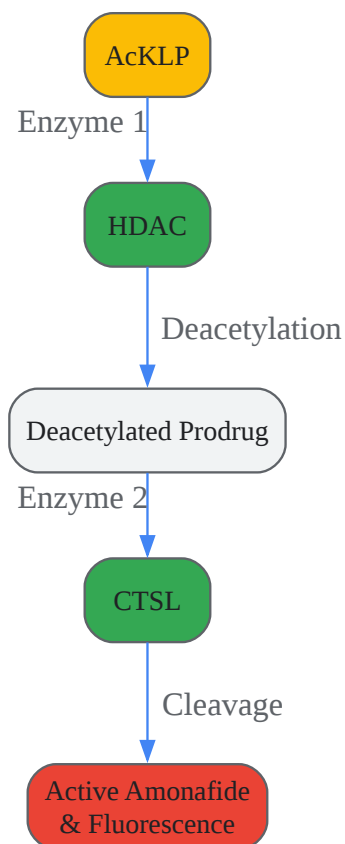 AcKLP
Enzyme 1
HDAC
Deacetylation
Deacetylated Prodrug
Enzyme 2
CTSL
Cleavage
Active Amonafide
& Fluorescence